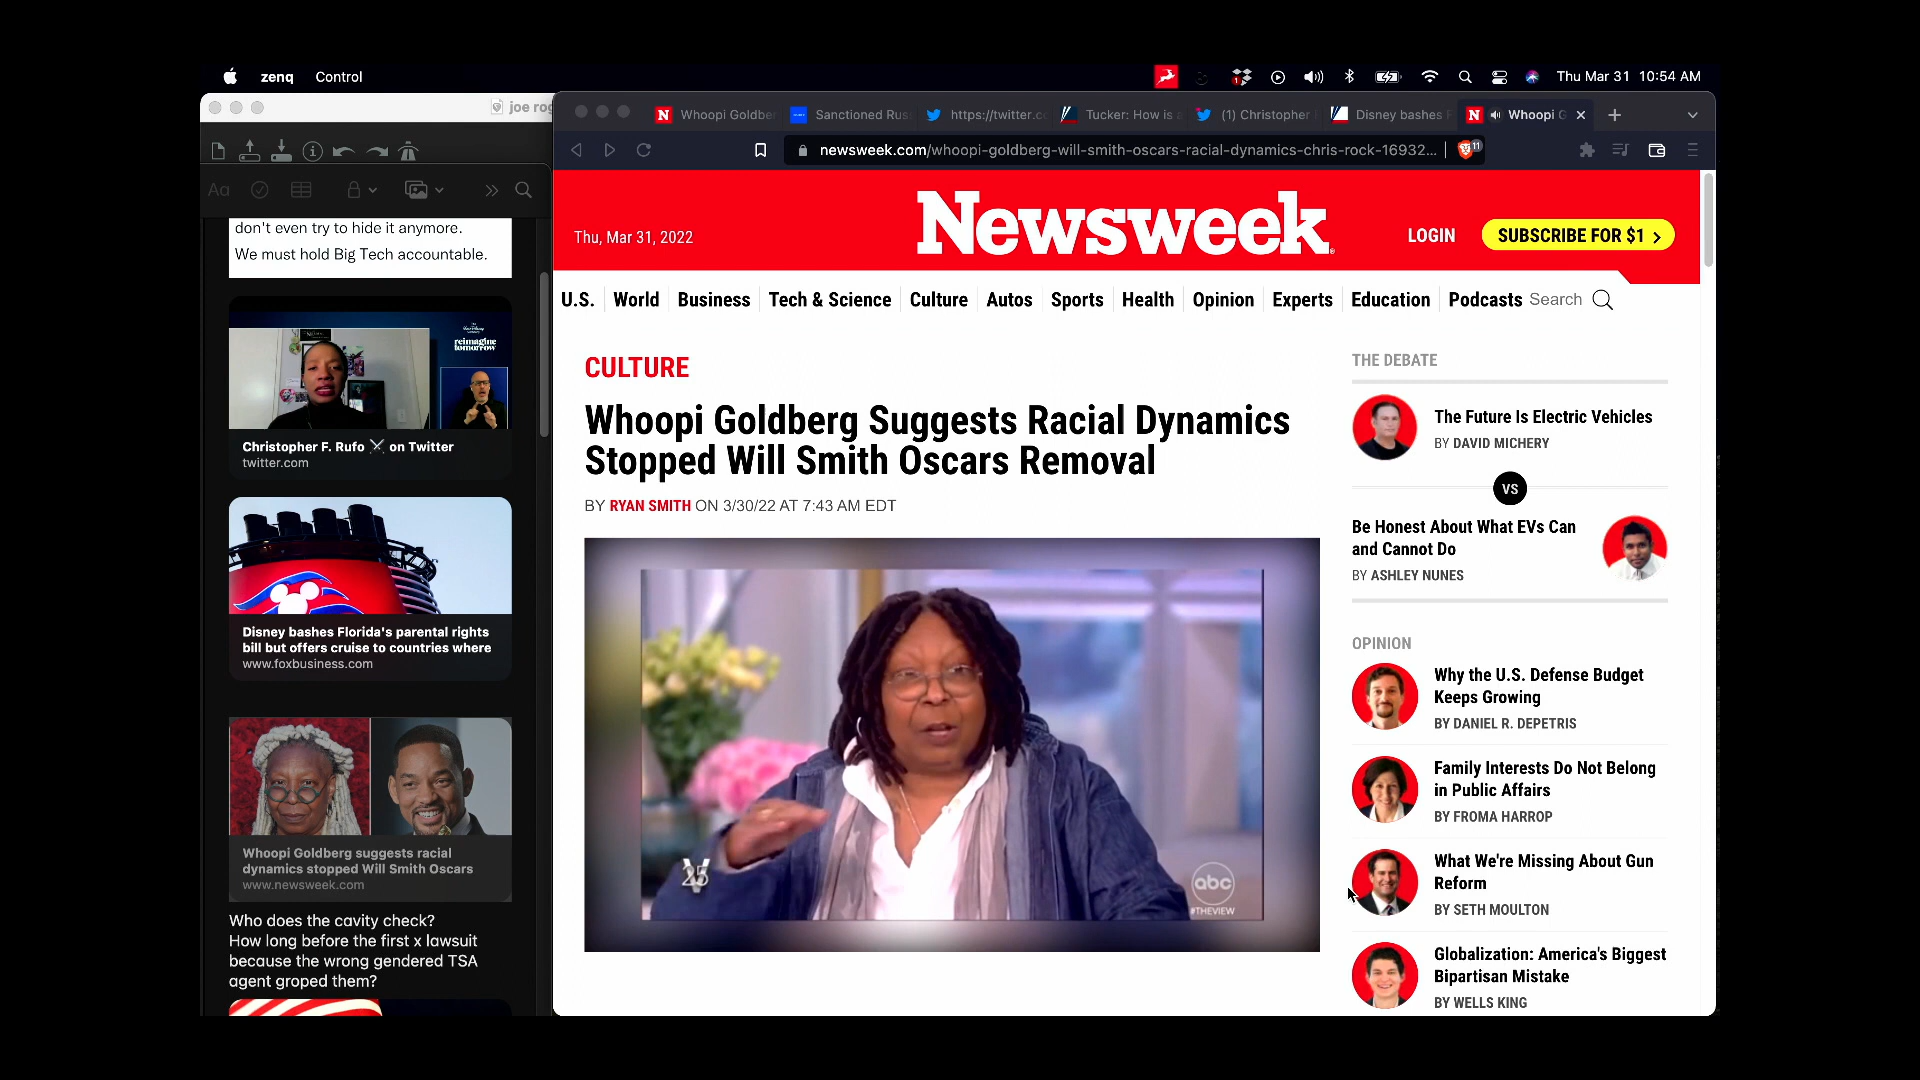 zenq Control
Thu Mar 31 10:54 AM
joe rog
Whoopi Goldber
Sanctioned Rus
https://twitter.c
Tucker: How is a
(1) Christopher
Disney bashes F
Whoopi G
newsweek.com/whoopi-goldberg-will-smith-oscars-racial-dynamics-chris-rock-16932...
11
Aa
don't even try to hide it anymore.
We must hold Big Tech accountable.
reimagine
tomorrow
Christopher F. Rufo ⚔ on Twitter
twitter.com
Disney bashes Florida's parental rights
bill but offers cruise to countries where
www.foxbusiness.com
Whoopi Goldberg suggests racial
dynamics stopped Will Smith Oscars
www.newsweek.com
Who does the cavity check?
How long before the first x lawsuit
because the wrong gendered TSA
agent groped them?
Thu, Mar 31, 2022
Newsweek
LOGIN
SUBSCRIBE FOR $1 >
U.S. World Business Tech & Science Culture Autos Sports Health Opinion Experts Education Podcasts Search
CULTURE
Whoopi Goldberg Suggests Racial Dynamics
Stopped Will Smith Oscars Removal
BY RYAN SMITH ON 3/30/22 AT 7:43 AM EDT
25
abc
#THEVIEW
THE DEBATE
The Future Is Electric Vehicles
BY DAVID MICHERY
VS
Be Honest About What EVs Can
and Cannot Do
BY ASHLEY NUNES
OPINION
Why the U.S. Defense Budget
Keeps Growing
BY DANIEL R. DEPETRIS
Family Interests Do Not Belong
in Public Affairs
BY FROMA HARROP
What We're Missing About Gun
Reform
BY SETH MOULTON
Globalization: America's Biggest
Bipartisan Mistake
BY WELLS KING